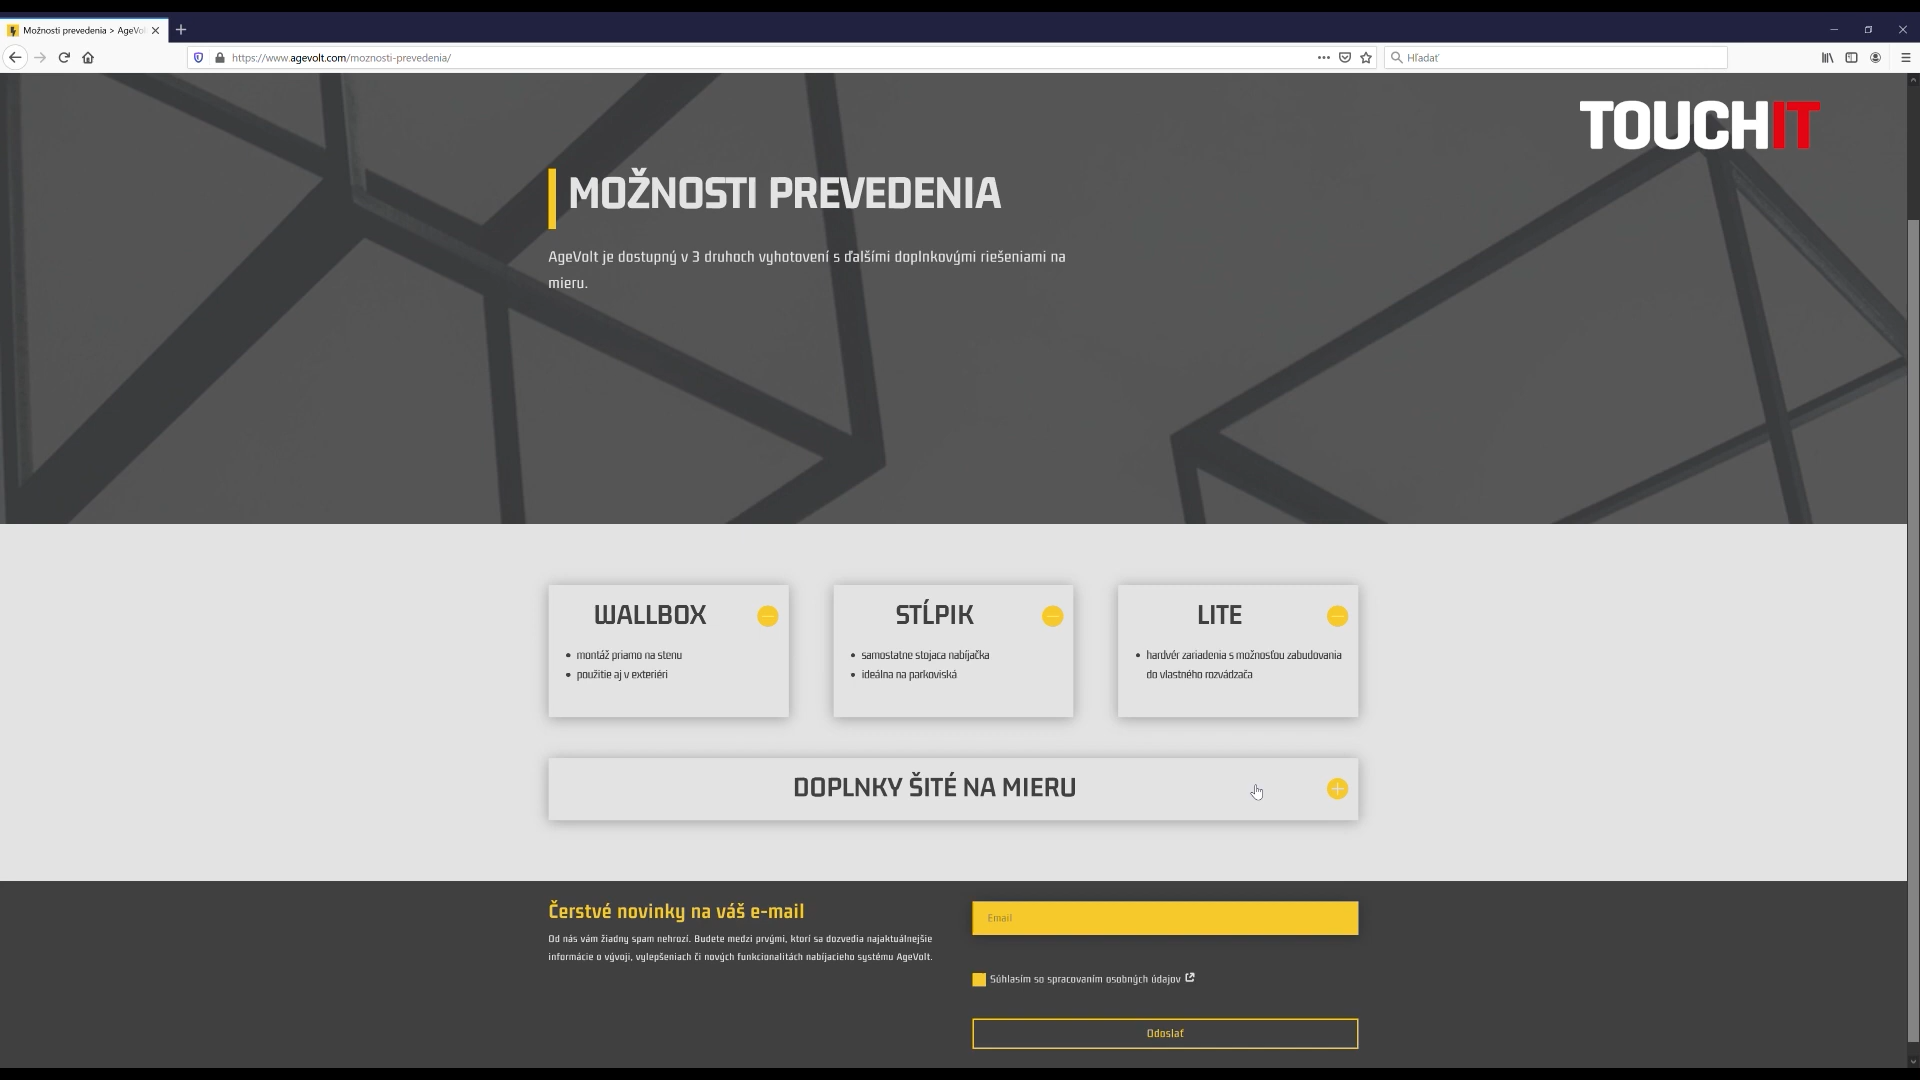 Možnosti prevedenia > AgeVol
https://www.agevolt.com/moznosti-prevedenia/
Hľadať
TOUCHIT
MOŽNOSTI PREVEDENIA
AgeVolt je dostupný v 3 druhoch vyhotovení s ďalšími doplnkovými riešeniami na
mieru.
WALLBOX
• montáž priamo na stenu
• použitie aj v exteriéri
STĹPIK
• samostatne stojaca nabíjačka
• ideálna na parkoviská
LITE
• hardvér zariadenia s možnosťou zabudovania
do vlastného rozvádzača
DOPLNKY ŠITÉ NA MIERU
Čerstvé novinky na váš e-mail
Od nás vám žiadny spam nehrozí. Budete medzi prvými, ktorí sa dozvedia najaktuálnejšie
informácie o vývoji, vylepšeniach či nových funkcionalitách nabíjacieho systému AgeVolt.
Email
Súhlasím so spracovaním osobných údajov
Odoslať